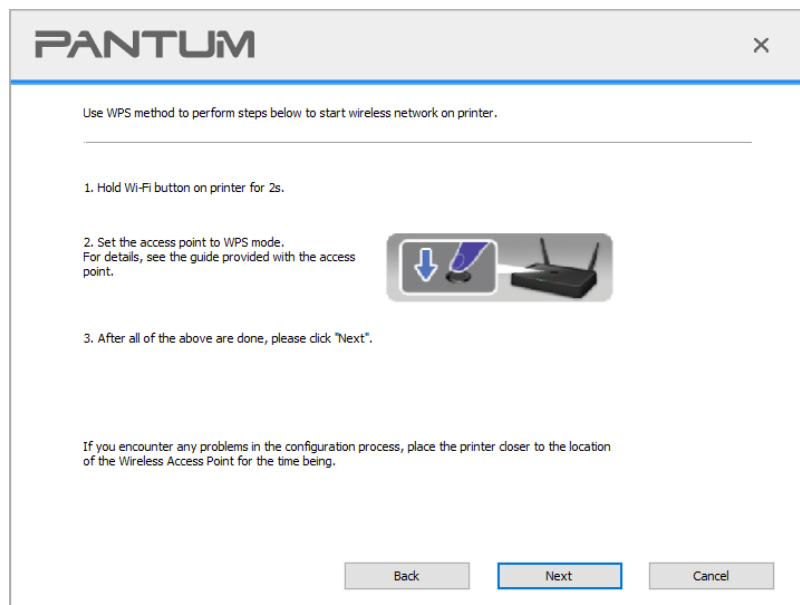 PANTUM
Use WPS method to perform steps below to start wireless network on printer.
1. Hold Wi-Fi button on printer for 2s.
2. Set the access point to WPS mode.
For details, see the guide provided with the access
point.
3. After all of the above are done, please click "Next".
If you encounter any problems in the configuration process, place the printer closer to the location
of the Wireless Access Point for the time being.
Back
Next
Cancel